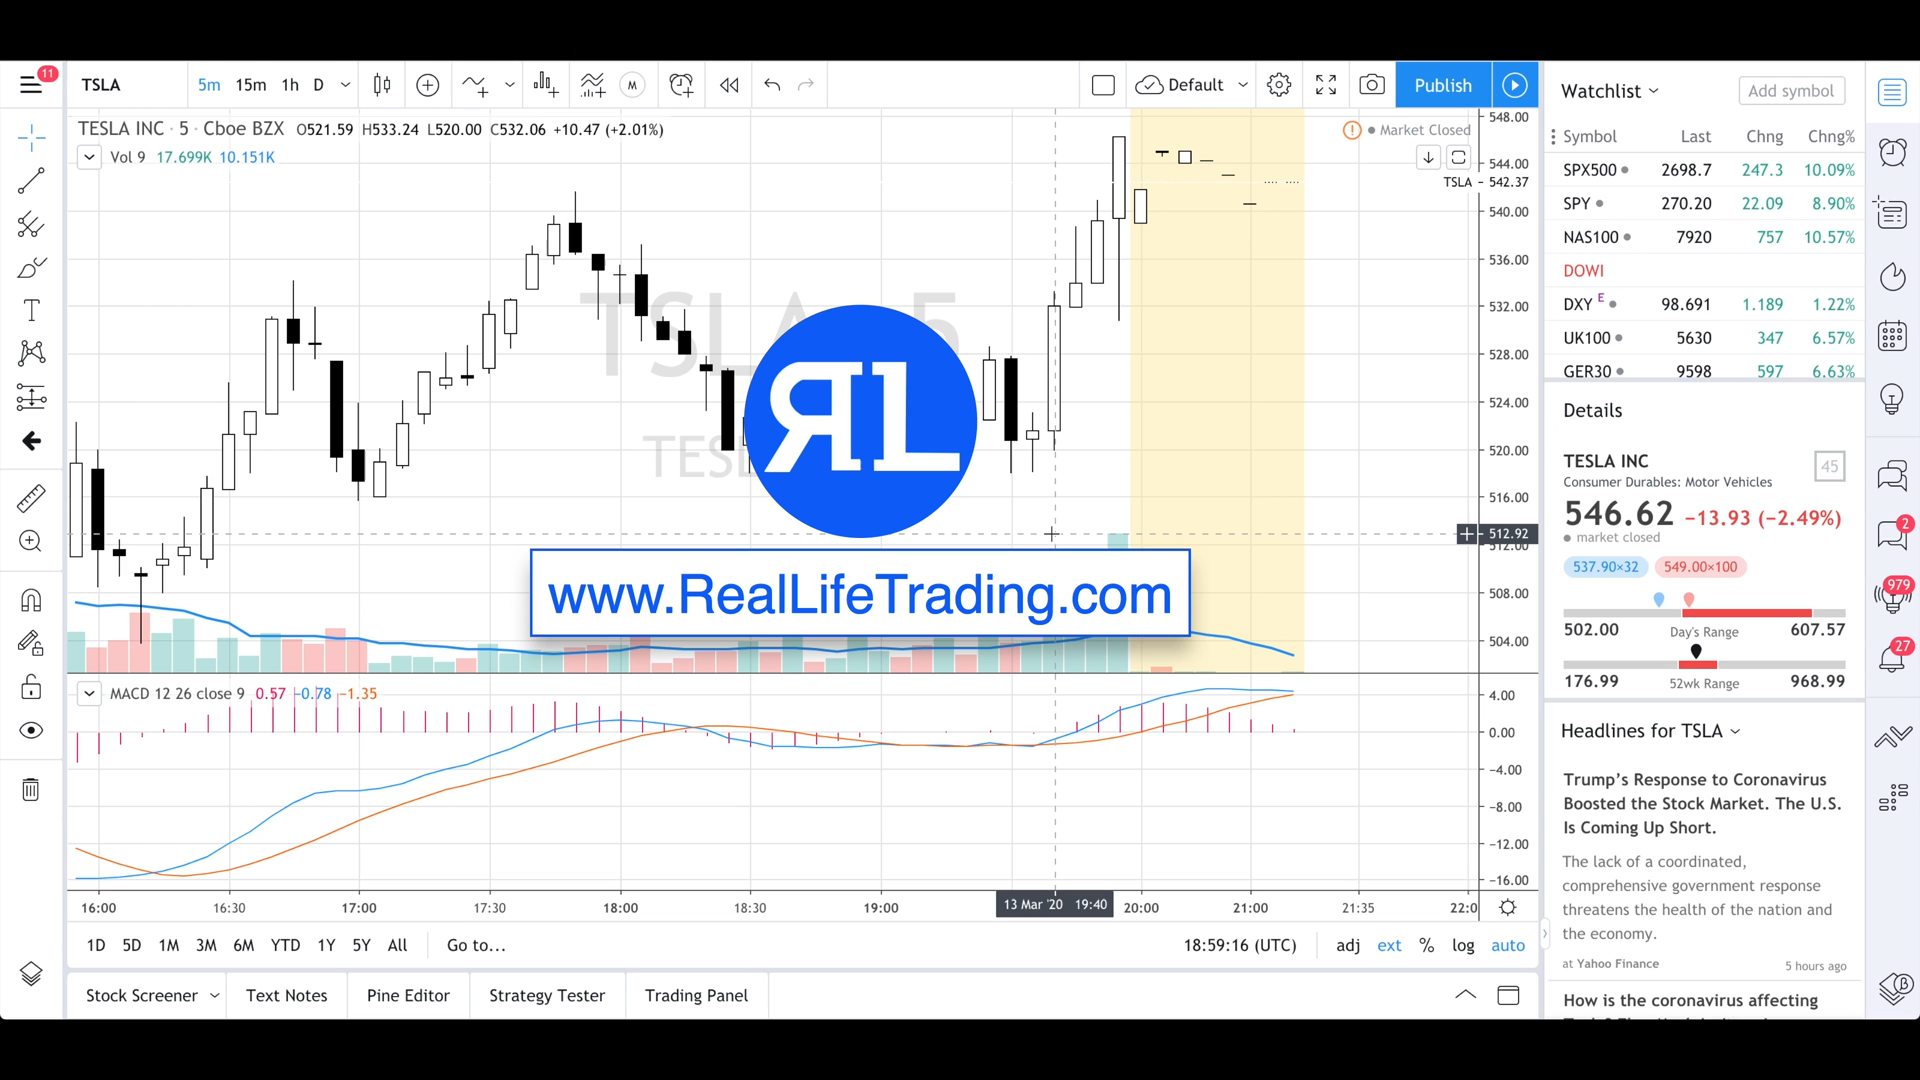 11
TSLA
5m 15m 1h D
M
Default
Publish
TESLA INC · 5 · Cboe BZX O521.59 H533.24 L520.00 C532.06 +10.47 (+2.01%)
Market Closed
Vol 9 17.699K 10.151K
548.00
544.00
TSLA 542.37
540.00
536.00
532.00
528.00
524.00
520.00
516.00
512.92
512.00
508.00
504.00
RL
www.RealLifeTrading.com
MACD 12 26 close 9 0.57 −0.78 −1.35
4.00
0.00
−4.00
−8.00
−12.00
−16.00
16:00 16:30 17:00 17:30 18:00 18:30 19:00 13 Mar '20 19:40 20:00 21:00 21:35 22:0
1D 5D 1M 3M 6M YTD 1Y 5Y All Go to... 18:59:16 (UTC) adj ext % log auto
Stock Screener Text Notes Pine Editor Strategy Tester Trading Panel
Watchlist Add symbol
Symbol Last Chng Chng%
SPX500 2698.7 247.3 10.09%
SPY 270.20 22.09 8.90%
NAS100 7920 757 10.57%
DOWI
DXY E 98.691 1.189 1.22%
UK100 5630 347 6.57%
GER30 9598 597 6.63%
Details
TESLA INC 45
Consumer Durables: Motor Vehicles
546.62 −13.93 (−2.49%)
market closed
537.90×32 549.00×100
502.00 Day's Range 607.57
176.99 52wk Range 968.99
Headlines for TSLA
Trump's Response to Coronavirus
Boosted the Stock Market. The U.S.
Is Coming Up Short.
The lack of a coordinated,
comprehensive government response
threatens the health of the nation and
the economy.
at Yahoo Finance 5 hours ago
How is the coronavirus affecting
2
979
27